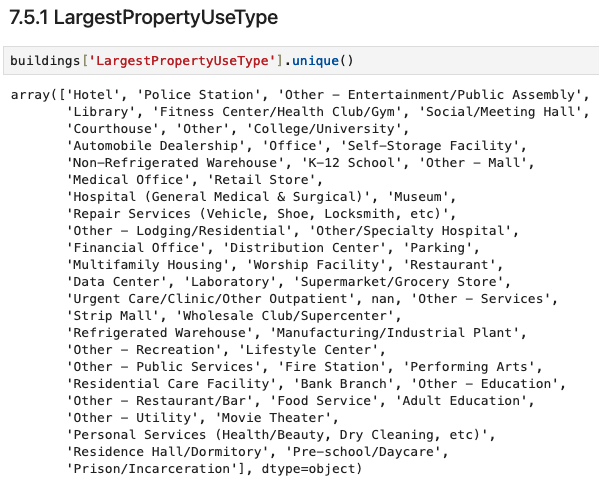 7.5.1 LargestPropertyUseType
buildings['LargestPropertyUseType'].unique()
array(['Hotel', 'Police Station', 'Other - Entertainment/Public Assembly',
'Library', 'Fitness Center/Health Club/Gym', 'Social/Meeting Hall',
'Courthouse', 'Other', 'College/University',
'Automobile Dealership', 'Office', 'Self-Storage Facility',
'Non-Refrigerated Warehouse', 'K-12 School', 'Other - Mall',
'Medical Office', 'Retail Store',
'Hospital (General Medical & Surgical)', 'Museum',
'Repair Services (Vehicle, Shoe, Locksmith, etc)',
'Other - Lodging/Residential', 'Other/Specialty Hospital',
'Financial Office', 'Distribution Center', 'Parking',
'Multifamily Housing', 'Worship Facility', 'Restaurant',
'Data Center', 'Laboratory', 'Supermarket/Grocery Store',
'Urgent Care/Clinic/Other Outpatient', nan, 'Other - Services',
'Strip Mall', 'Wholesale Club/Supercenter',
'Refrigerated Warehouse', 'Manufacturing/Industrial Plant',
'Other - Recreation', 'Lifestyle Center',
'Other - Public Services', 'Fire Station', 'Performing Arts',
'Residential Care Facility', 'Bank Branch', 'Other - Education',
'Other - Restaurant/Bar', 'Food Service', 'Adult Education',
'Other - Utility', 'Movie Theater',
'Personal Services (Health/Beauty, Dry Cleaning, etc)',
'Residence Hall/Dormitory', 'Pre-school/Daycare',
'Prison/Incarceration'], dtype=object)